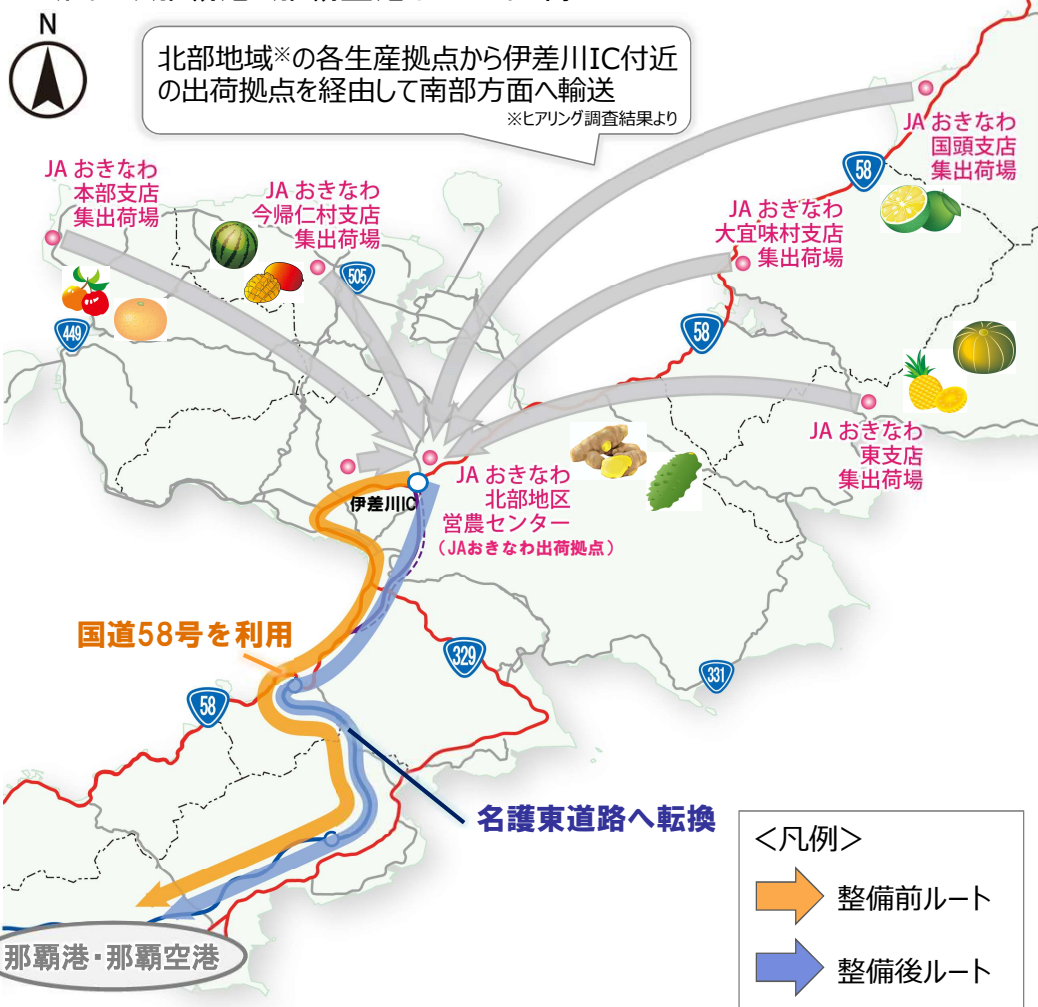 N
北部地域※の各生産拠点から伊差川IC付近
の出荷拠点を経由して南部方面へ輸送
※ヒアリング調査結果より
JA おきなわ
本部支店
集出荷場
JA おきなわ
今帰仁村支店
集出荷場
JA おきなわ
国頭支店
集出荷場
JA おきなわ
大宜味村支店
集出荷場
58
505
449
58
JA おきなわ
東支店
集出荷場
JA おきなわ
北部地区
営農センター
(JAおきなわ出荷拠点)
伊差川IC
国道58号を利用
329
331
58
名護東道路へ転換
那覇港・那覇空港
<凡例>
整備前ルート
整備後ルート